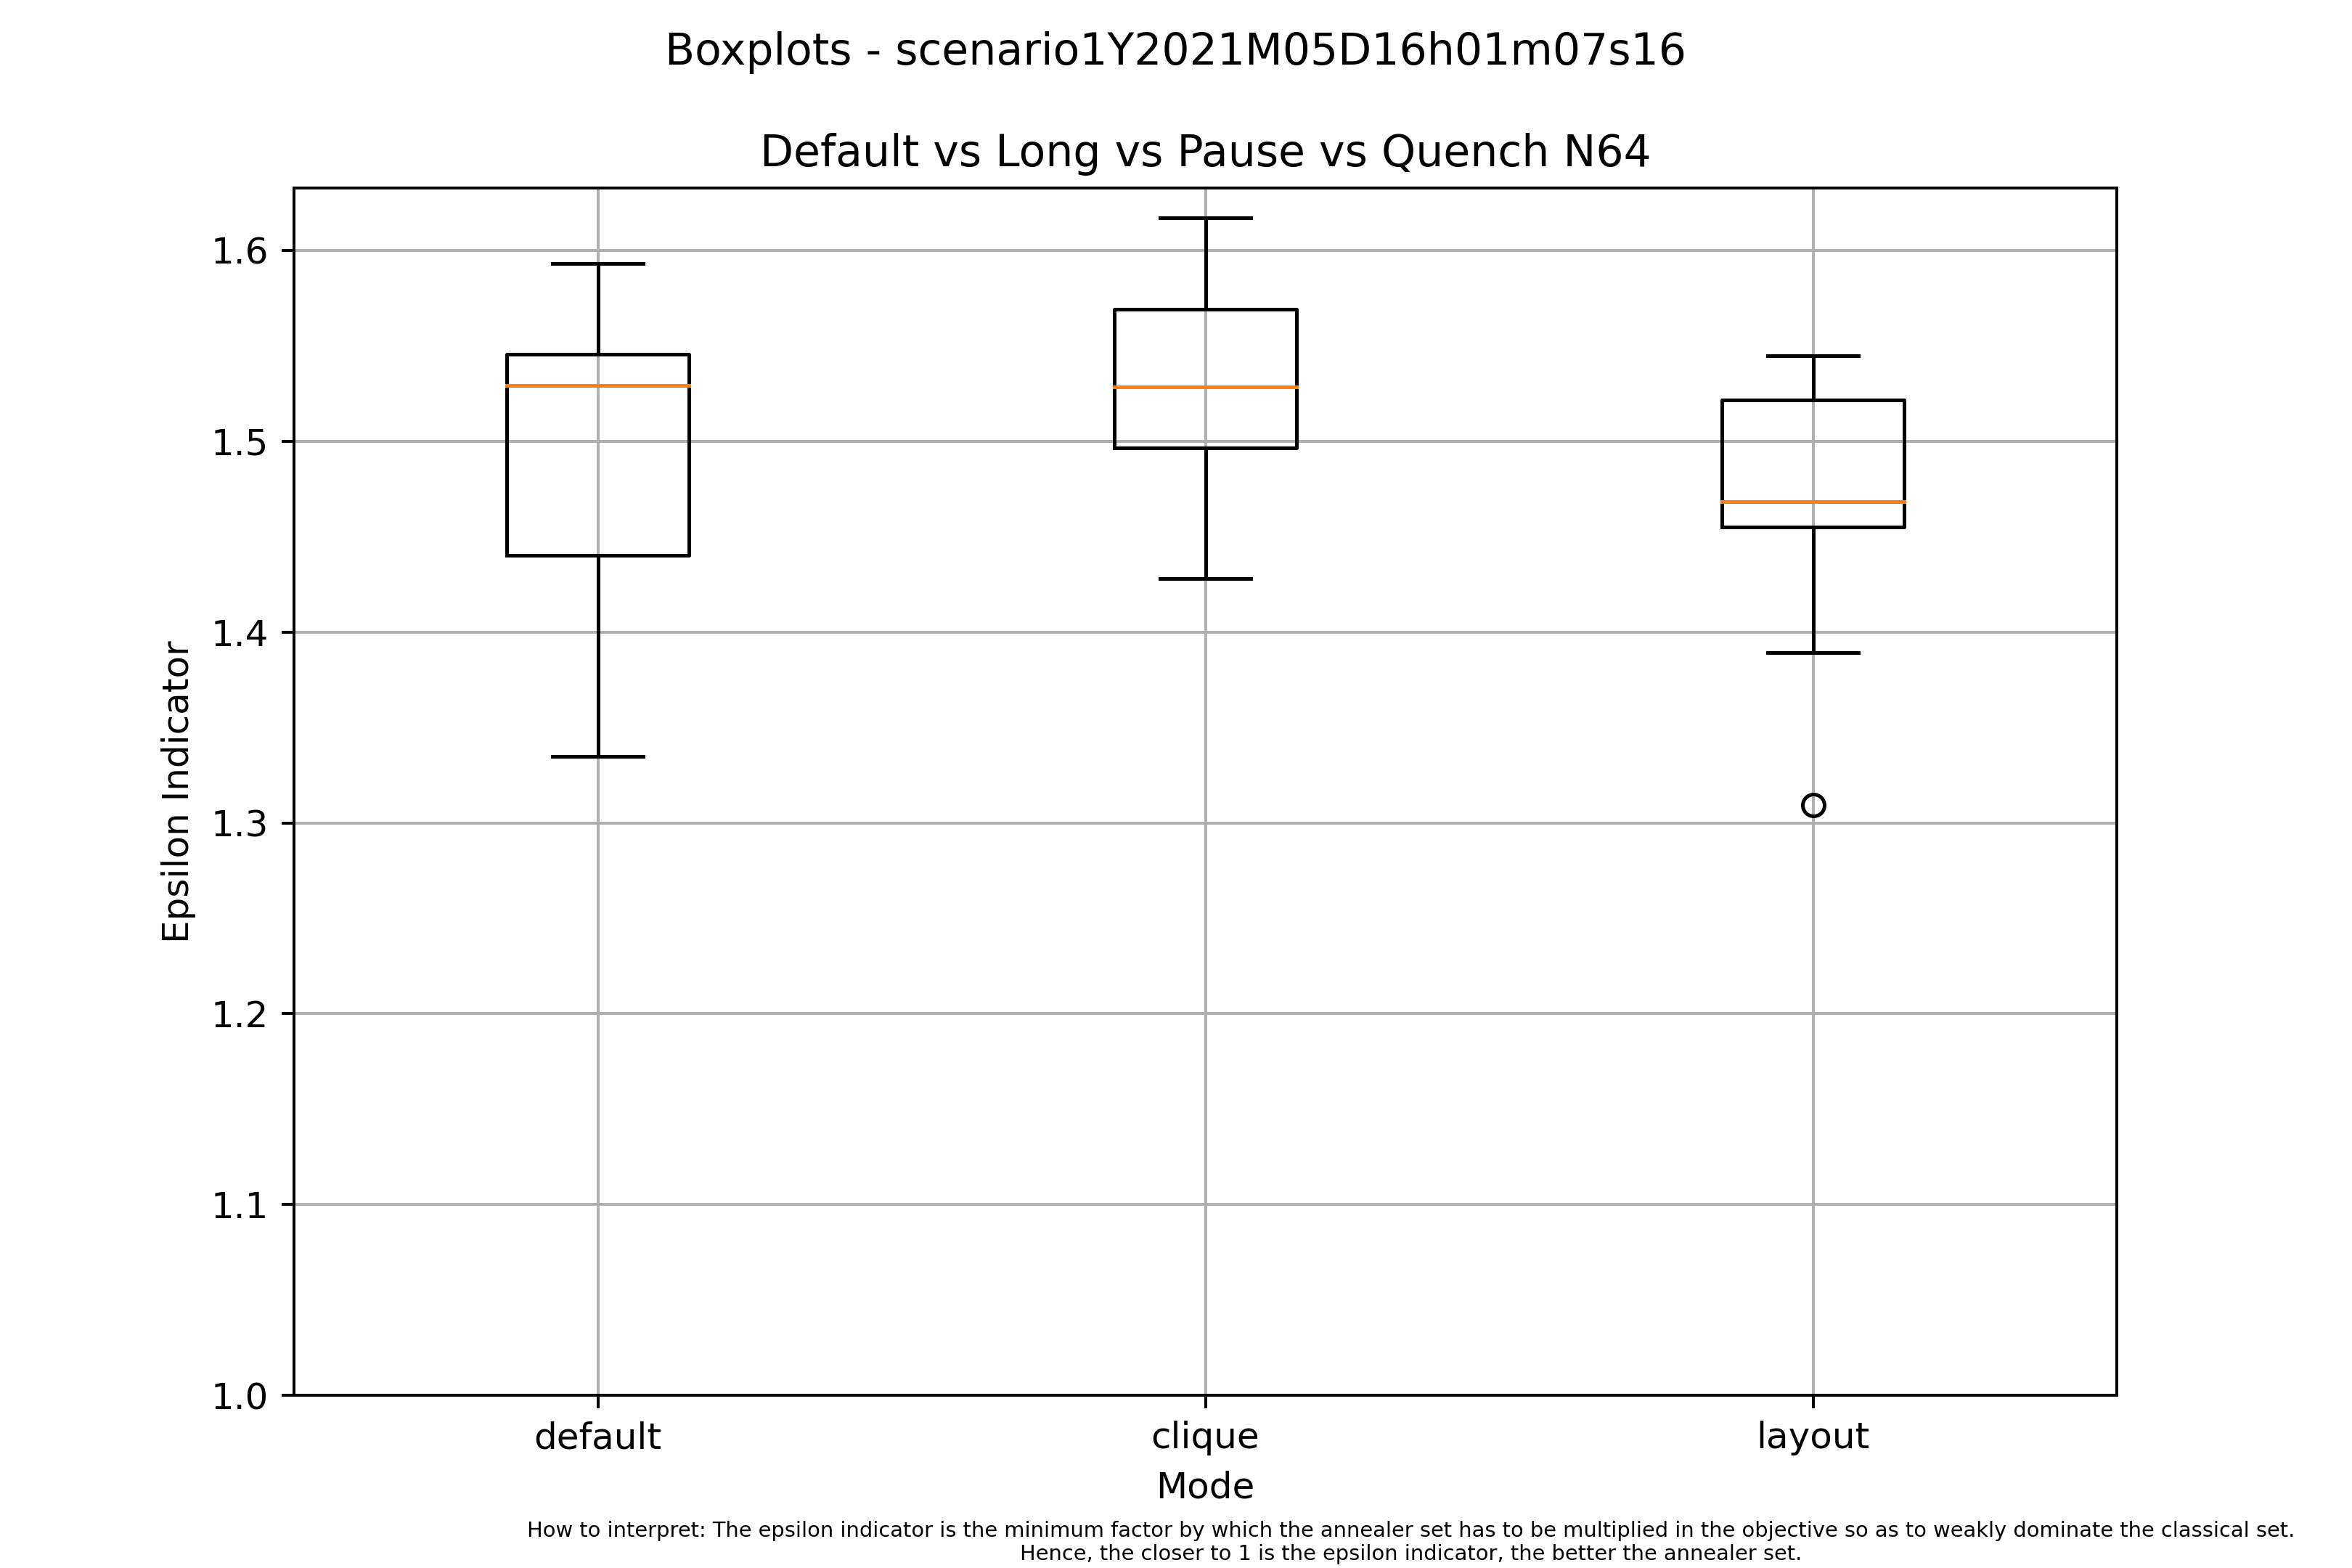 Boxplots - scenario1Y2021M05D16h01m07s16
Default vs Long vs Pause vs Quench N64
1.6
1.5
1.4
1.3
1.2
1.1
1.0
Epsilon Indicator
default
clique
layout
Mode
How to interpret: The epsilon indicator is the minimum factor by which the annealer set has to be multiplied in the objective so as to weakly dominate the classical set.
Hence, the closer to 1 is the epsilon indicator, the better the annealer set.